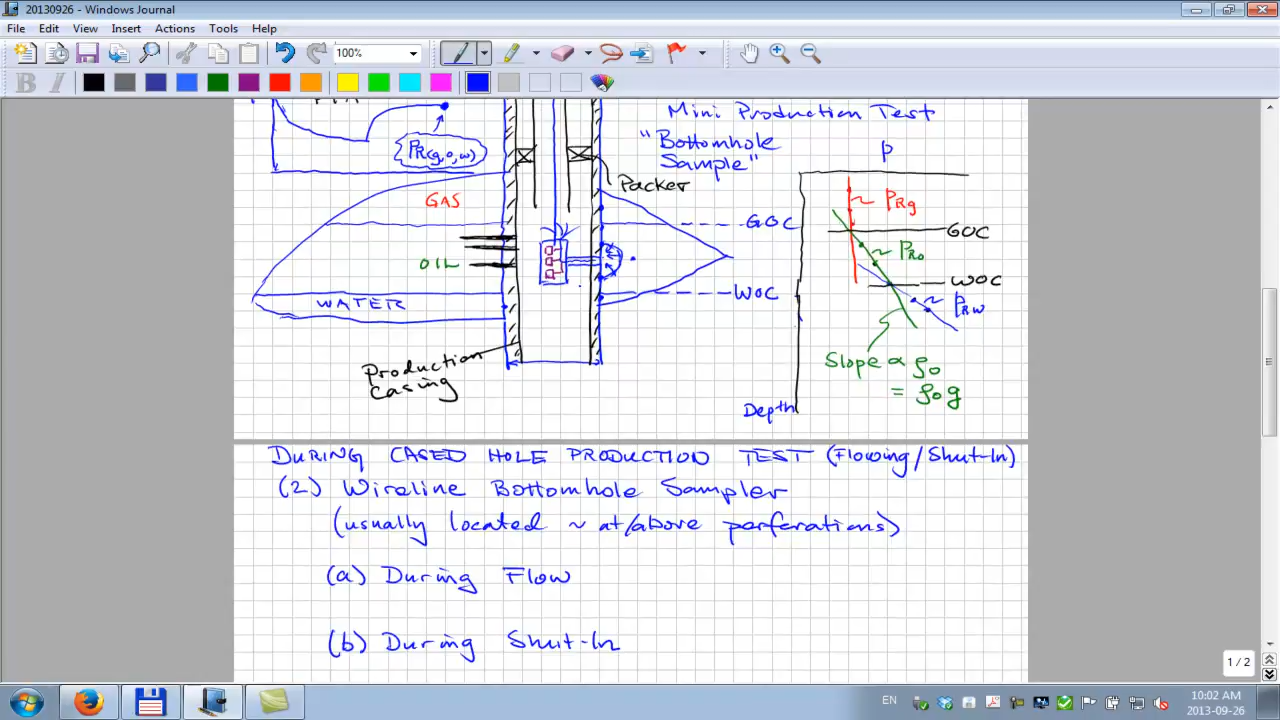 20130926 - Windows Journal
File Edit View Insert Actions Tools Help
100%
B I
Mini Production Test
"Bottomhole
Sample"
PR(g,o,w)
Packer
p
GAS
GOC
PRg
GOC
OIL
PRo
WATER
WOC
WOC
PRW
Production
Casing
Slope ∝ ρo
= ρog
Depth
DURING CASED HOLE PRODUCTION TEST (Flowing/Shut-In)
(2) Wireline Bottomhole Sampler
(usually located ~ at/above perforations)
(a) During Flow
(b) During Shut-In
1 / 2
EN
10:02 AM
2013-09-26